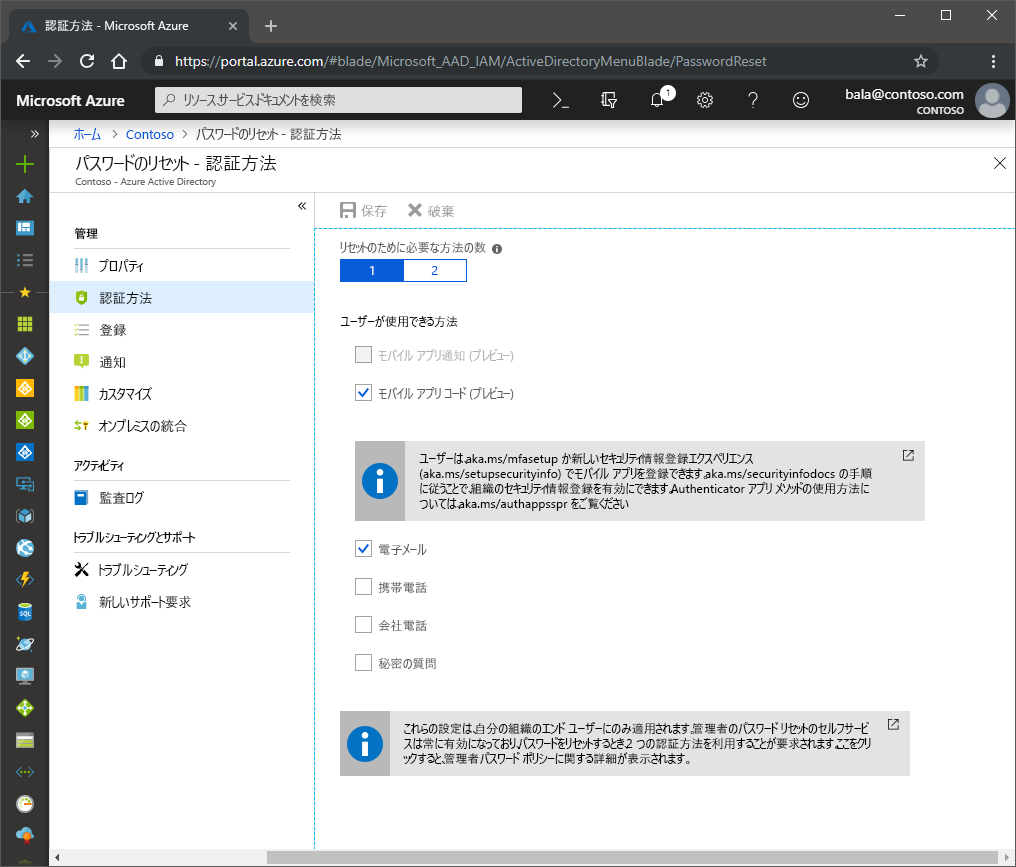 認証方法 - Microsoft Azure
https://portal.azure.com/#blade/Microsoft_AAD_IAM/ActiveDirectoryMenuBlade/PasswordReset
Microsoft Azure
リソースサービスドキュメントを検索
1
bala@contoso.com
CONTOSO
ホーム > Contoso > パスワードのリセット - 認証方法
パスワードのリセット - 認証方法
Contoso - Azure Active Directory
管理
プロパティ
認証方法
登録
通知
カスタマイズ
オンプレミスの統合
アクティビティ
監査ログ
トラブルシューティングとサポート
トラブルシューティング
新しいサポート要求
保存
破棄
リセットのために必要な方法の数
1
2
ユーザーが使用できる方法
モバイル アプリ通知 (プレビュー)
モバイル アプリ コード (プレビュー)
ユーザーは、aka.ms/mfasetup か新しいセキュリティ情報登録エクスペリエンス
(aka.ms/setupsecurityinfo) でモバイル アプリを登録できます。aka.ms/securityinfodocs の手順
に従うことで、組織のセキュリティ情報登録を有効にできます。Authenticator アプリ メソッドの使用方法に
ついては、aka.ms/authappsspr をご覧ください
電子メール
携帯電話
会社電話
秘密の質問
これらの設定は、自分の組織のエンド ユーザーにのみ適用されます。管理者のパスワード リセットのセルフサービ
スは常に有効になっており、パスワードをリセットするとき、2 つの認証方法を利用することが要求されます。ここをクリ
ックすると、管理者パスワード ポリシーに関する詳細が表示されます。
SQL